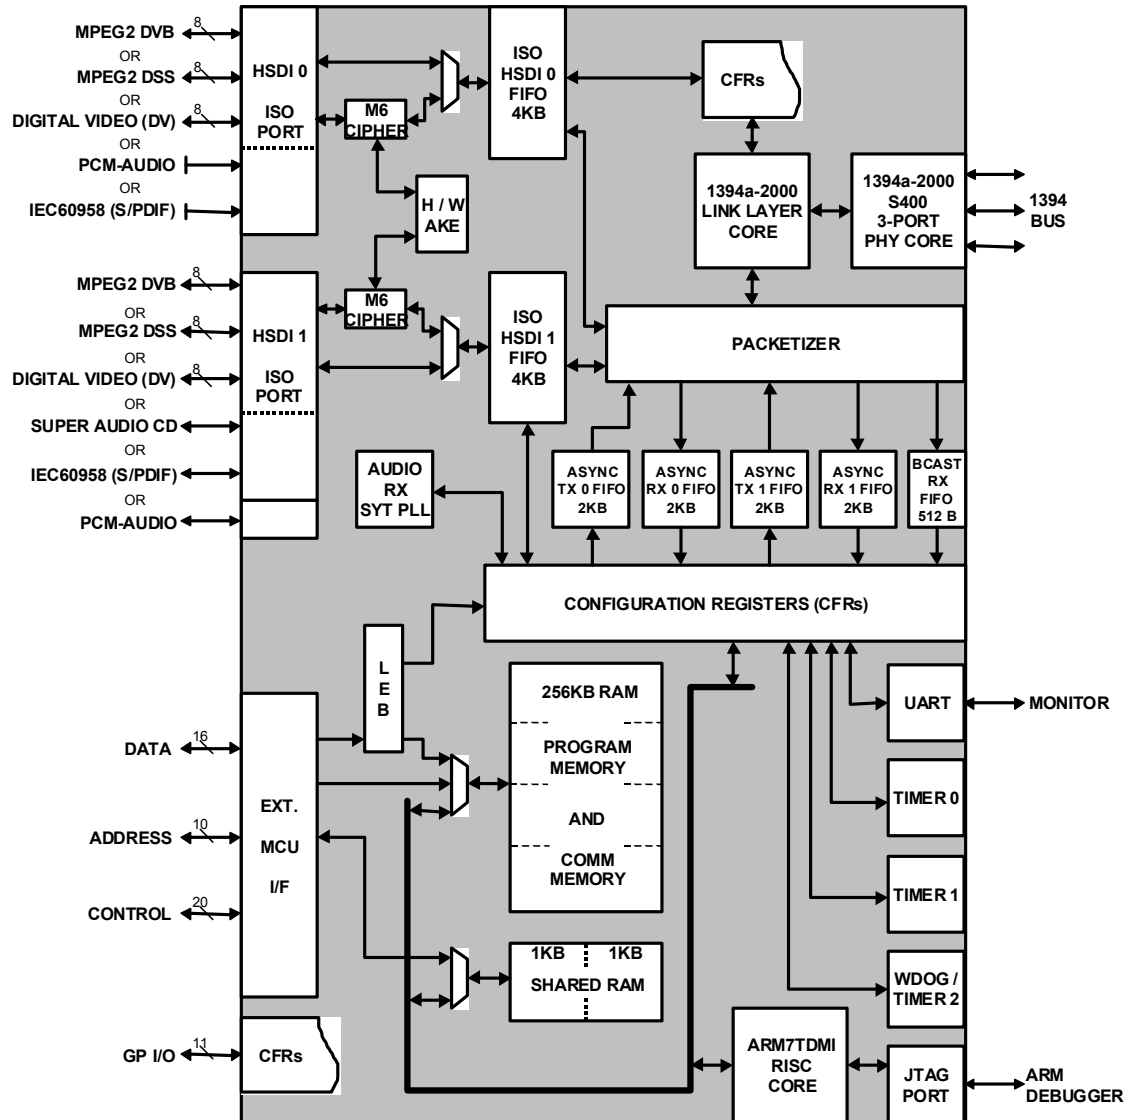 MPEG2 DVB
8
OR
MPEG2 DSS
8
OR
DIGITAL VIDEO (DV)
8
OR
PCM-AUDIO
OR
IEC60958 (S/PDIF)
HSDI 0
ISO
PORT
M6
CIPHER
H / W
AKE
ISO
HSDI 0
FIFO
4KB
CFRs
1394a-2000
LINK LAYER
CORE
1394a-2000
S400
3-PORT
PHY CORE
1394
BUS
MPEG2 DVB
8
OR
MPEG2 DSS
8
OR
DIGITAL VIDEO (DV)
8
OR
SUPER AUDIO CD
OR
IEC60958 (S/PDIF)
OR
PCM-AUDIO
HSDI 1
ISO
PORT
M6
CIPHER
ISO
HSDI 1
FIFO
4KB
PACKETIZER
AUDIO
RX
SYT PLL
ASYNC
TX 0 FIFO
2KB
ASYNC
RX 0 FIFO
2KB
ASYNC
TX 1 FIFO
2KB
ASYNC
RX 1 FIFO
2KB
BCAST
RX
FIFO
512 B
CONFIGURATION REGISTERS (CFRs)
L
E
B
256KB RAM
PROGRAM
MEMORY
AND
COMM
MEMORY
UART
MONITOR
DATA
16
ADDRESS
10
CONTROL
20
EXT.
MCU
I/F
TIMER 0
TIMER 1
1KB
1KB
SHARED RAM
WDOG /
TIMER 2
GP I/O
11
CFRs
ARM7TDMI
RISC
CORE
JTAG
PORT
ARM
DEBUGGER